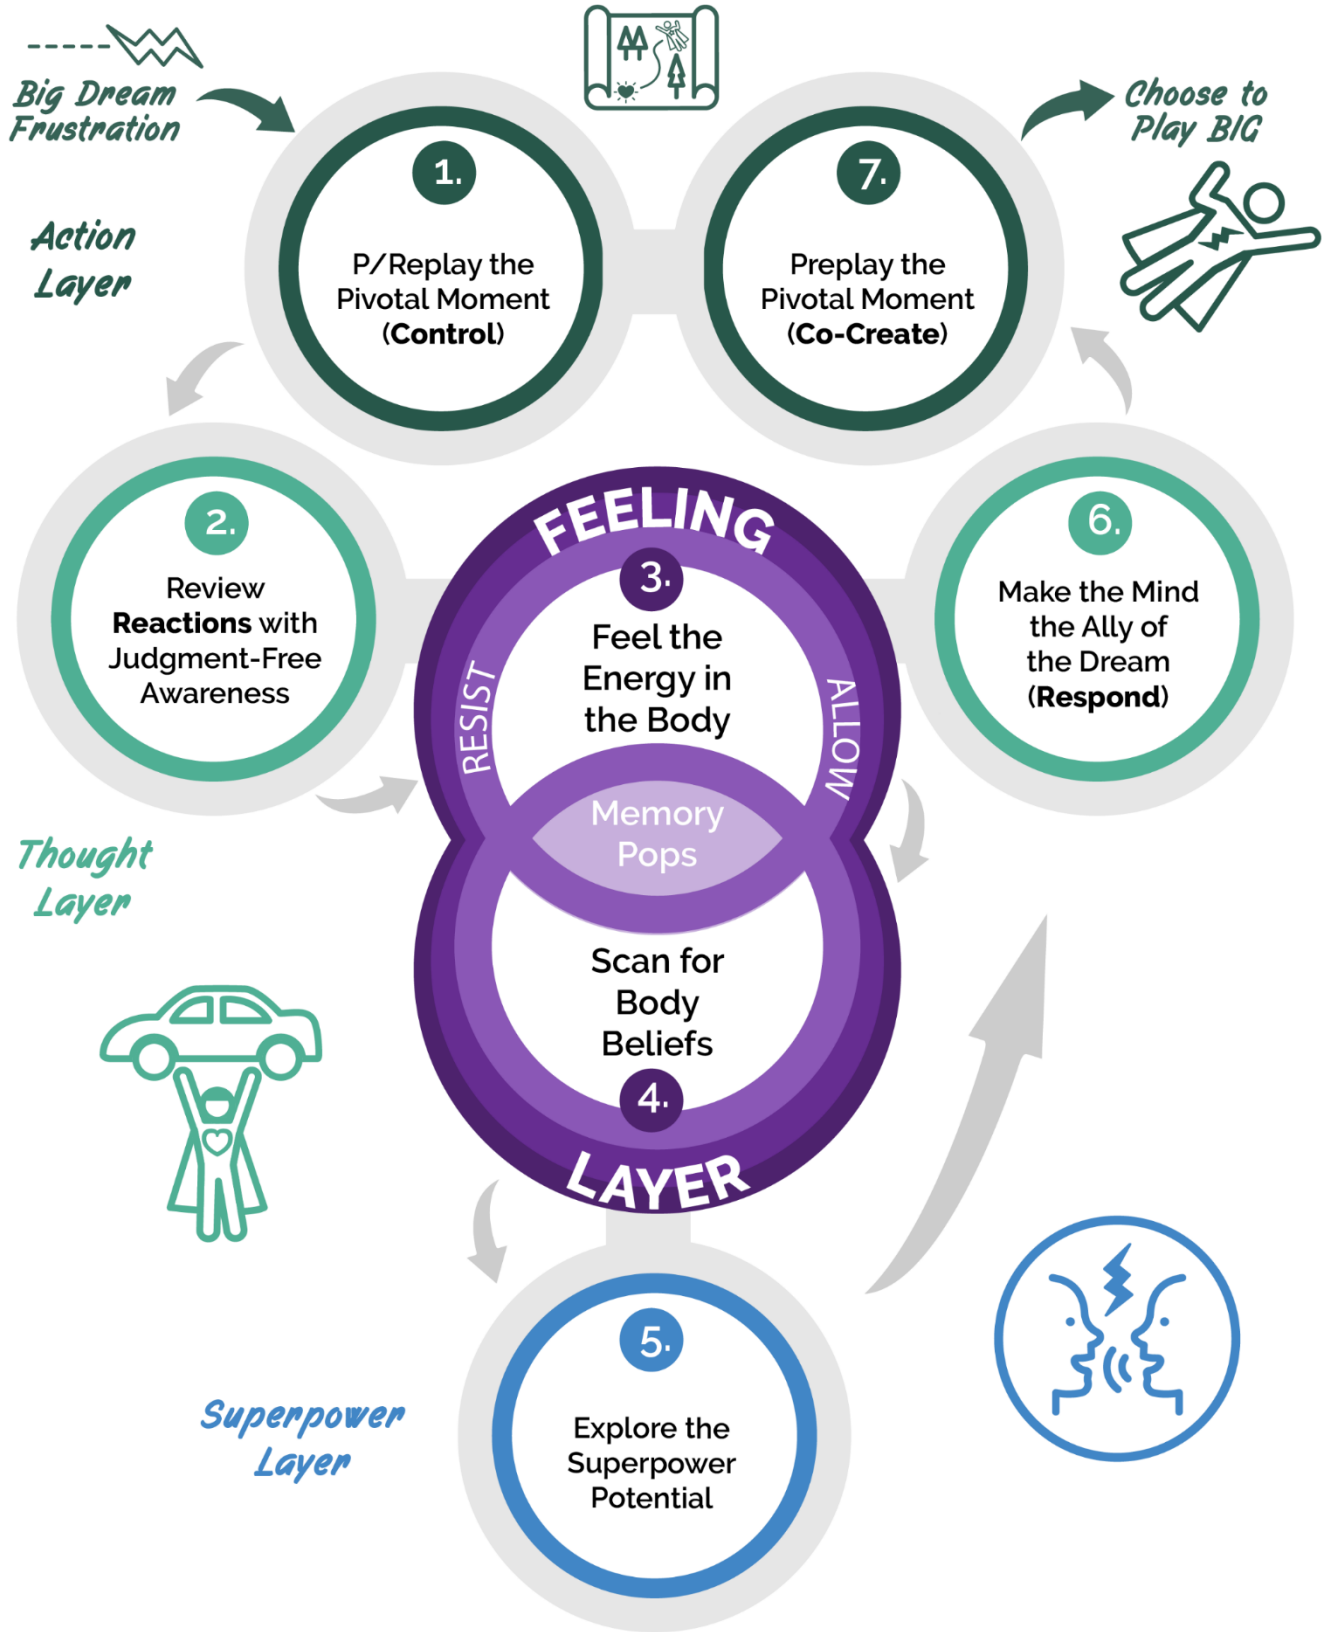 Big Dream
Frustration
Choose to
Play BIG
Action
Layer
1.
P/Replay the
Pivotal Moment
(Control)
7.
Preplay the
Pivotal Moment
(Co-Create)
2.
Review
Reactions with
Judgment-Free
Awareness
FEELING
3.
Feel the
Energy in
the Body
RESIST
ALLOW
Memory
Pops
Scan for
Body
Beliefs
4.
LAYER
6.
Make the Mind
the Ally of
the Dream
(Respond)
Thought
Layer
5.
Explore the
Superpower
Potential
Superpower
Layer